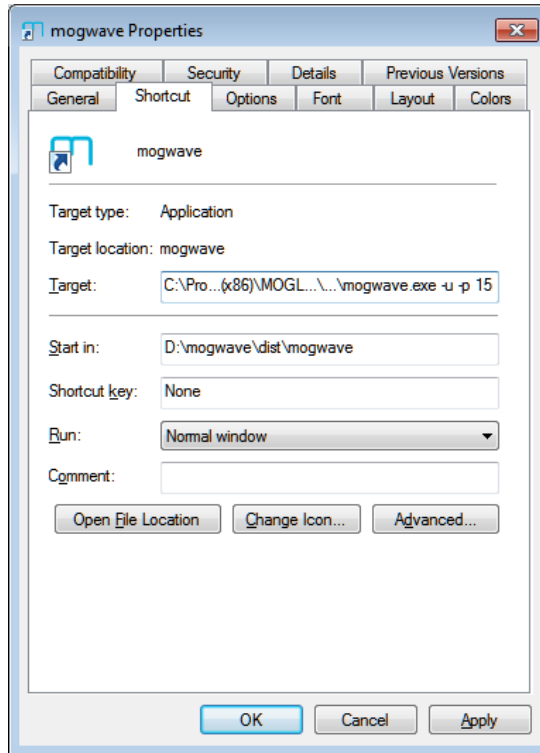 mogwave Properties
Compatibility Security Details Previous Versions
General Shortcut Options Font Layout Colors
mogwave
Target type: Application
Target location: mogwave
Target: C:\Pro...(x86)\MOGL...\...\mogwave.exe -u -p 15
Start in: D:\mogwave\dist\mogwave
Shortcut key: None
Run: Normal window
Comment:
Open File Location Change Icon... Advanced...
OK Cancel Apply